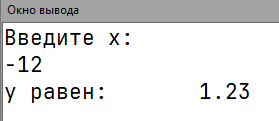 Окно вывода
Введите x:
-12
y равен:       1.23